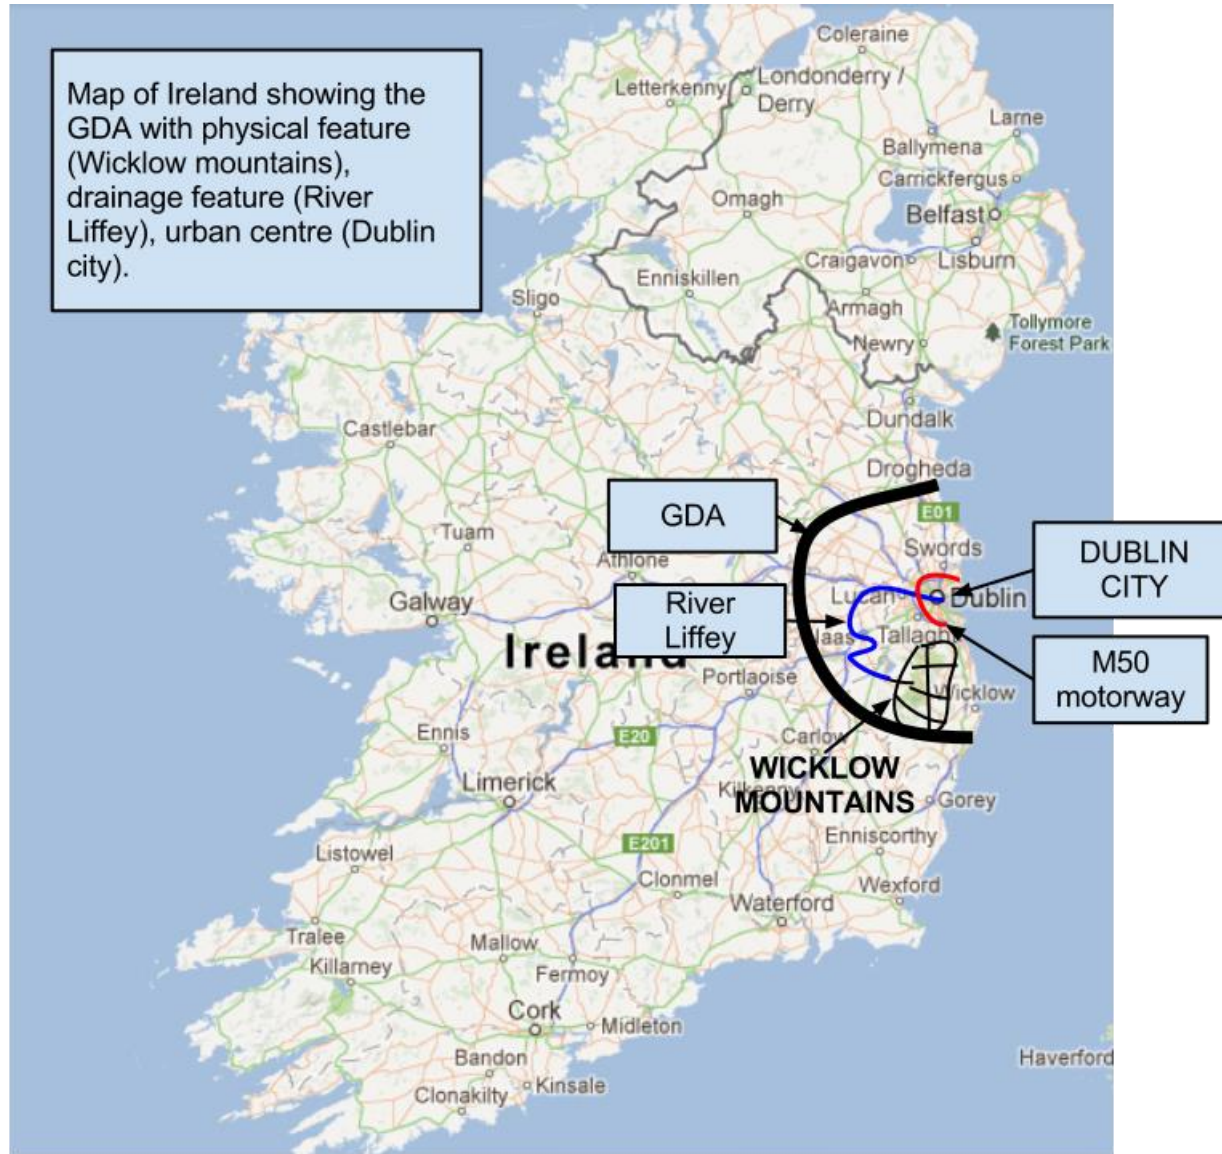 Coleraine
Londonderry /
Derry
Letterkenny
Larne
Map of Ireland showing the
GDA with physical feature
(Wicklow mountains),
drainage feature (River
Liffey), urban centre (Dublin
city).
Ballymena
Carrickfergus
Omagh
Belfast
Craigavon
Lisburn
Enniskillen
Sligo
Armagh
Tollymore
Forest Park
Newry
Dundalk
Castlebar
Drogheda
GDA
E01
Tuam
Swords
Athlone
DUBLIN
CITY
Galway
River
Liffey
Lucan
Dublin
Naas
Tallaght
Ireland
M50
motorway
Portlaoise
Wicklow
Ennis
E20
Carlow
WICKLOW
MOUNTAINS
Limerick
Kilkenny
Gorey
E201
Enniscorthy
Listowel
Clonmel
Wexford
Waterford
Tralee
Mallow
Killarney
Fermoy
Cork
Midleton
Bandon
Haverford
Kinsale
Clonakilty